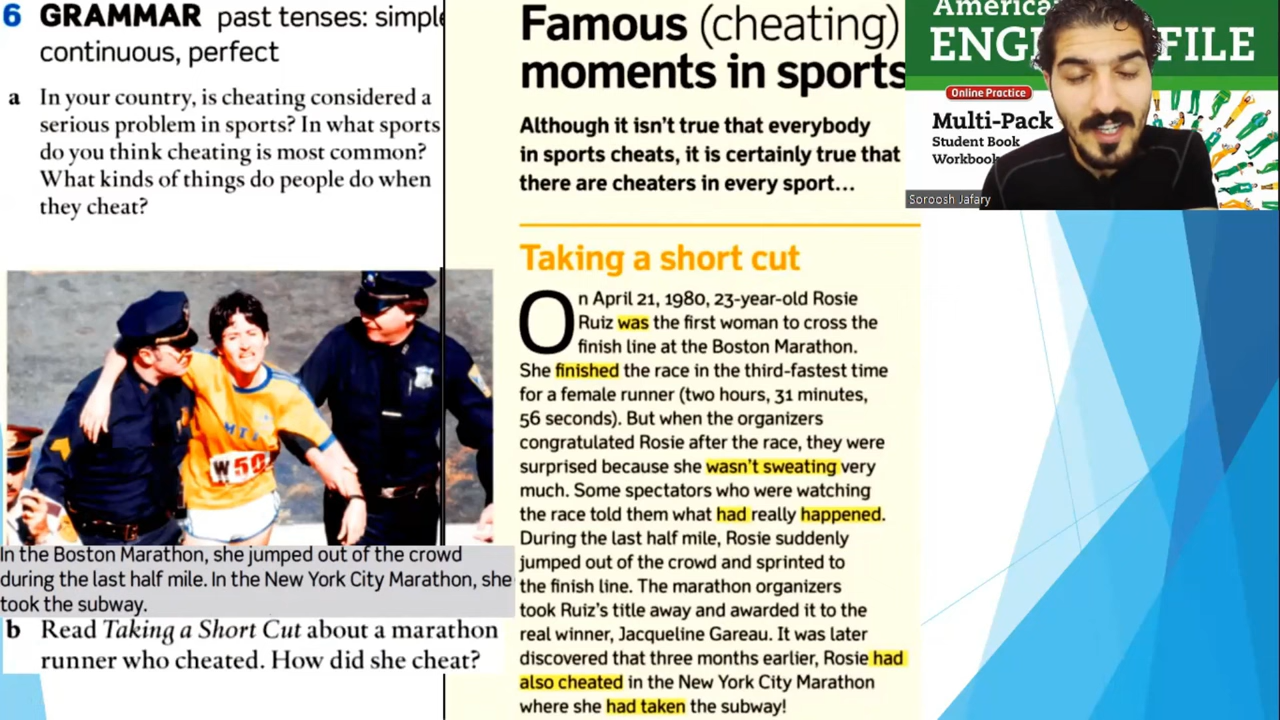 6 GRAMMAR past tenses: simple
continuous, perfect
a In your country, is cheating considered a
serious problem in sports? In what sports
do you think cheating is most common?
What kinds of things do people do when
they cheat?
W50
In the Boston Marathon, she jumped out of the crowd
during the last half mile. In the New York City Marathon, she
took the subway.
b Read Taking a Short Cut about a marathon
runner who cheated. How did she cheat?
Famous (cheating)
moments in sports
Although it isn't true that everybody
in sports cheats, it is certainly true that
there are cheaters in every sport...
Taking a short cut
On April 21, 1980, 23-year-old Rosie
Ruiz was the first woman to cross the
finish line at the Boston Marathon.
She finished the race in the third-fastest time
for a female runner (two hours, 31 minutes,
56 seconds). But when the organizers
congratulated Rosie after the race, they were
surprised because she wasn't sweating very
much. Some spectators who were watching
the race told them what had really happened.
During the last half mile, Rosie suddenly
jumped out of the crowd and sprinted to
the finish line. The marathon organizers
took Ruiz's title away and awarded it to the
real winner, Jacqueline Gareau. It was later
discovered that three months earlier, Rosie had
also cheated in the New York City Marathon
where she had taken the subway!
America
ENG FILE
Online Practice
Multi-Pack
Student Book
Workbook
Soroosh Jafary